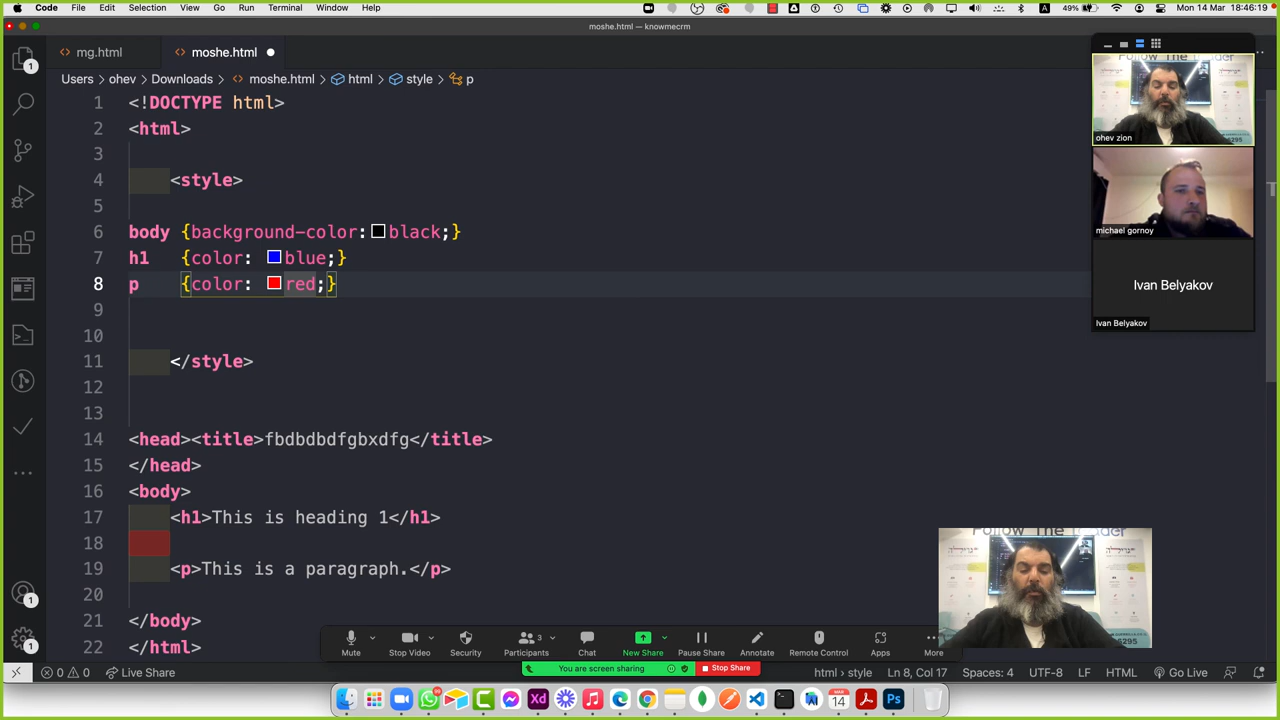 Code File Edit Selection View Go Run Terminal Window Help
49% Mon 14 Mar 18:46:19
moshe.html — knowmecrm
mg.html
moshe.html
Users > ohev > Downloads > moshe.html > html > style > p
1 <!DOCTYPE html>
2 <html>
3
4 <style>
5
6 body {background-color: black;}
7 h1 {color: blue;}
8 p {color: red;}
9
10
11 </style>
12
13
14 <head><title>fbdbdbdfgbxdfg</title>
15 </head>
16 <body>
17 <h1>This is heading 1</h1>
18
19 <p>This is a paragraph.</p>
20
21 </body>
22 </html>
ohev zion
michael gornoy
Ivan Belyakov
Ivan Belyakov
Mute
Stop Video
Security
Participants 3
Chat
New Share
Pause Share
Annotate
Remote Control
Apps
More
You are screen sharing
Stop Share
0 0 Live Share
html > style Ln 8, Col 17 Spaces: 4 UTF-8 LF HTML Go Live